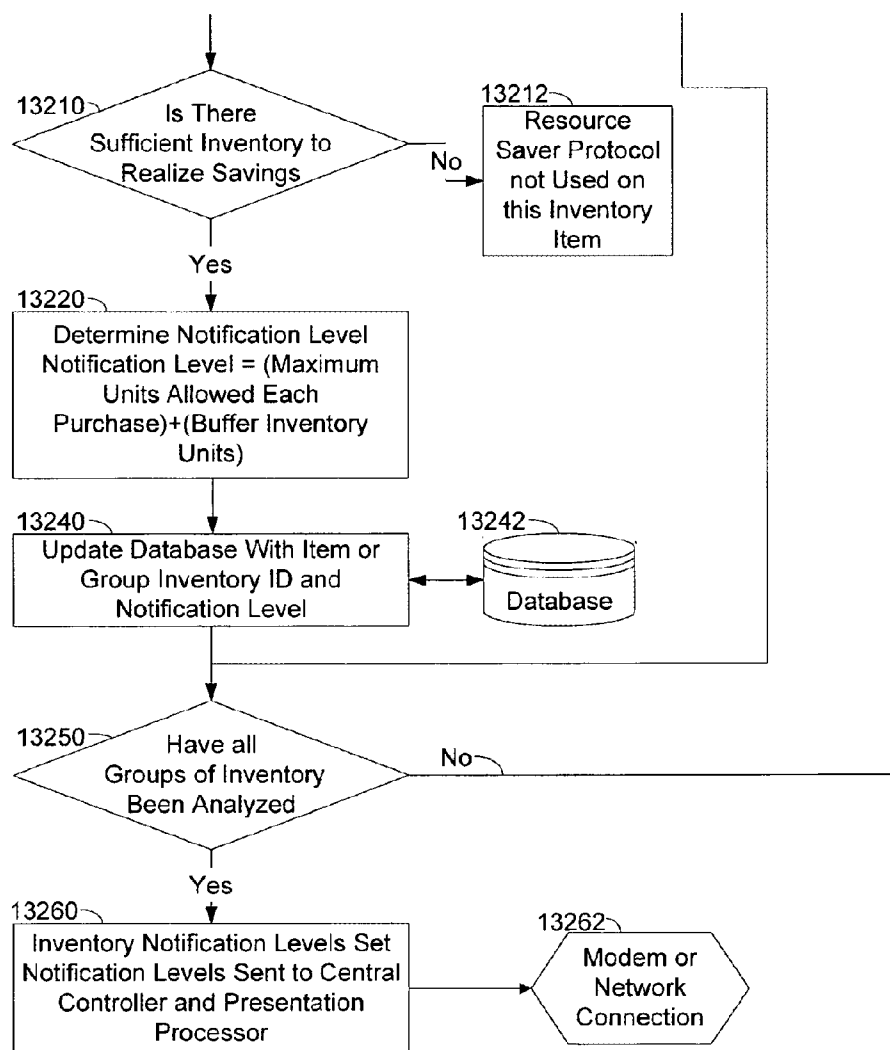 13210
Is There
Sufficient Inventory to
Realize Savings
No
13212
Resource
Saver Protocol
not Used on
this Inventory
Item
Yes
13220
Determine Notification Level
Notification Level = (Maximum
Units Allowed Each
Purchase)+(Buffer Inventory
Units)
13240
Update Database With Item or
Group Inventory ID and
Notification Level
13242
Database
13250
Have all
Groups of Inventory
Been Analyzed
No
Yes
13260
Inventory Notification Levels Set
Notification Levels Sent to Central
Controller and Presentation
Processor
13262
Modem or
Network
Connection